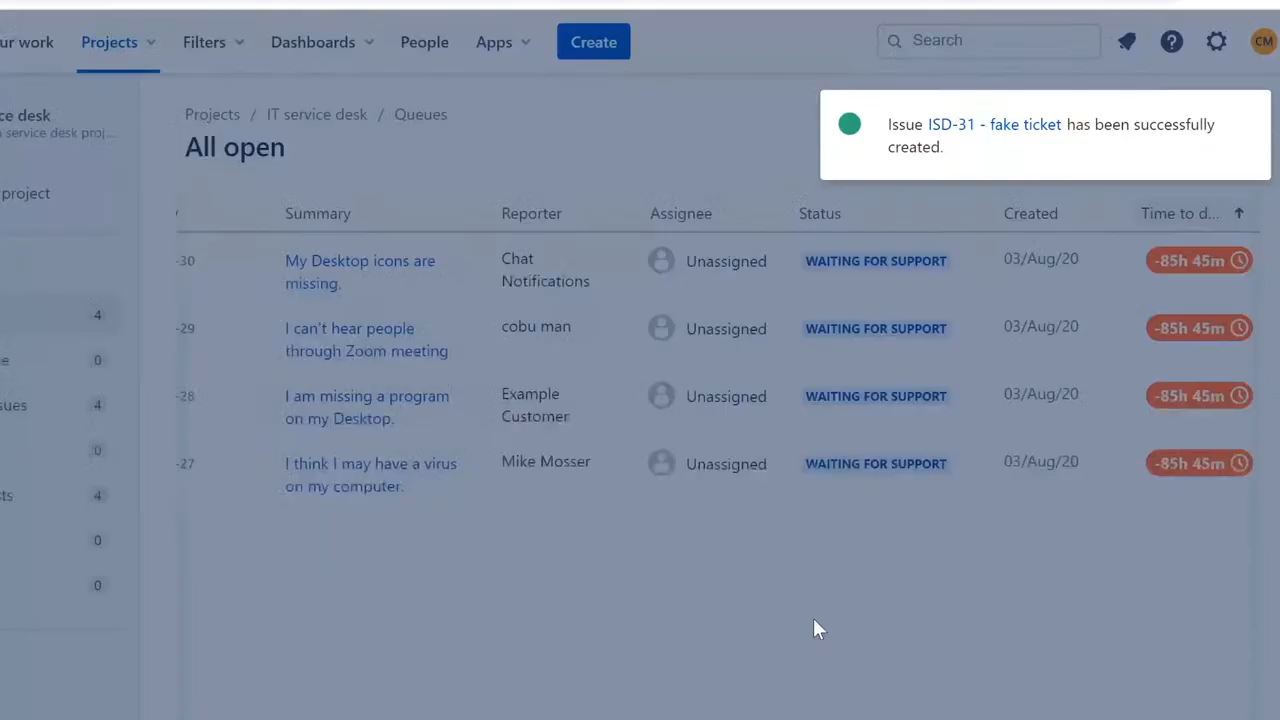 ur work Projects Filters Dashboards People Apps Create Search CM
ce desk
service desk proj...
project
4
e 0
sues 4
0
ts 4
0
0
Projects / IT service desk / Queues
All open
Issue ISD-31 - fake ticket has been successfully
created.
Summary Reporter Assignee Status Created Time to d...
-30 My Desktop icons are Chat Unassigned WAITING FOR SUPPORT 03/Aug/20 -85h 45m
missing. Notifications
-29 I can't hear people cobu man Unassigned WAITING FOR SUPPORT 03/Aug/20 -85h 45m
through Zoom meeting
-28 I am missing a program Example Unassigned WAITING FOR SUPPORT 03/Aug/20 -85h 45m
on my Desktop. Customer
-27 I think I may have a virus Mike Mosser Unassigned WAITING FOR SUPPORT 03/Aug/20 -85h 45m
on my computer.